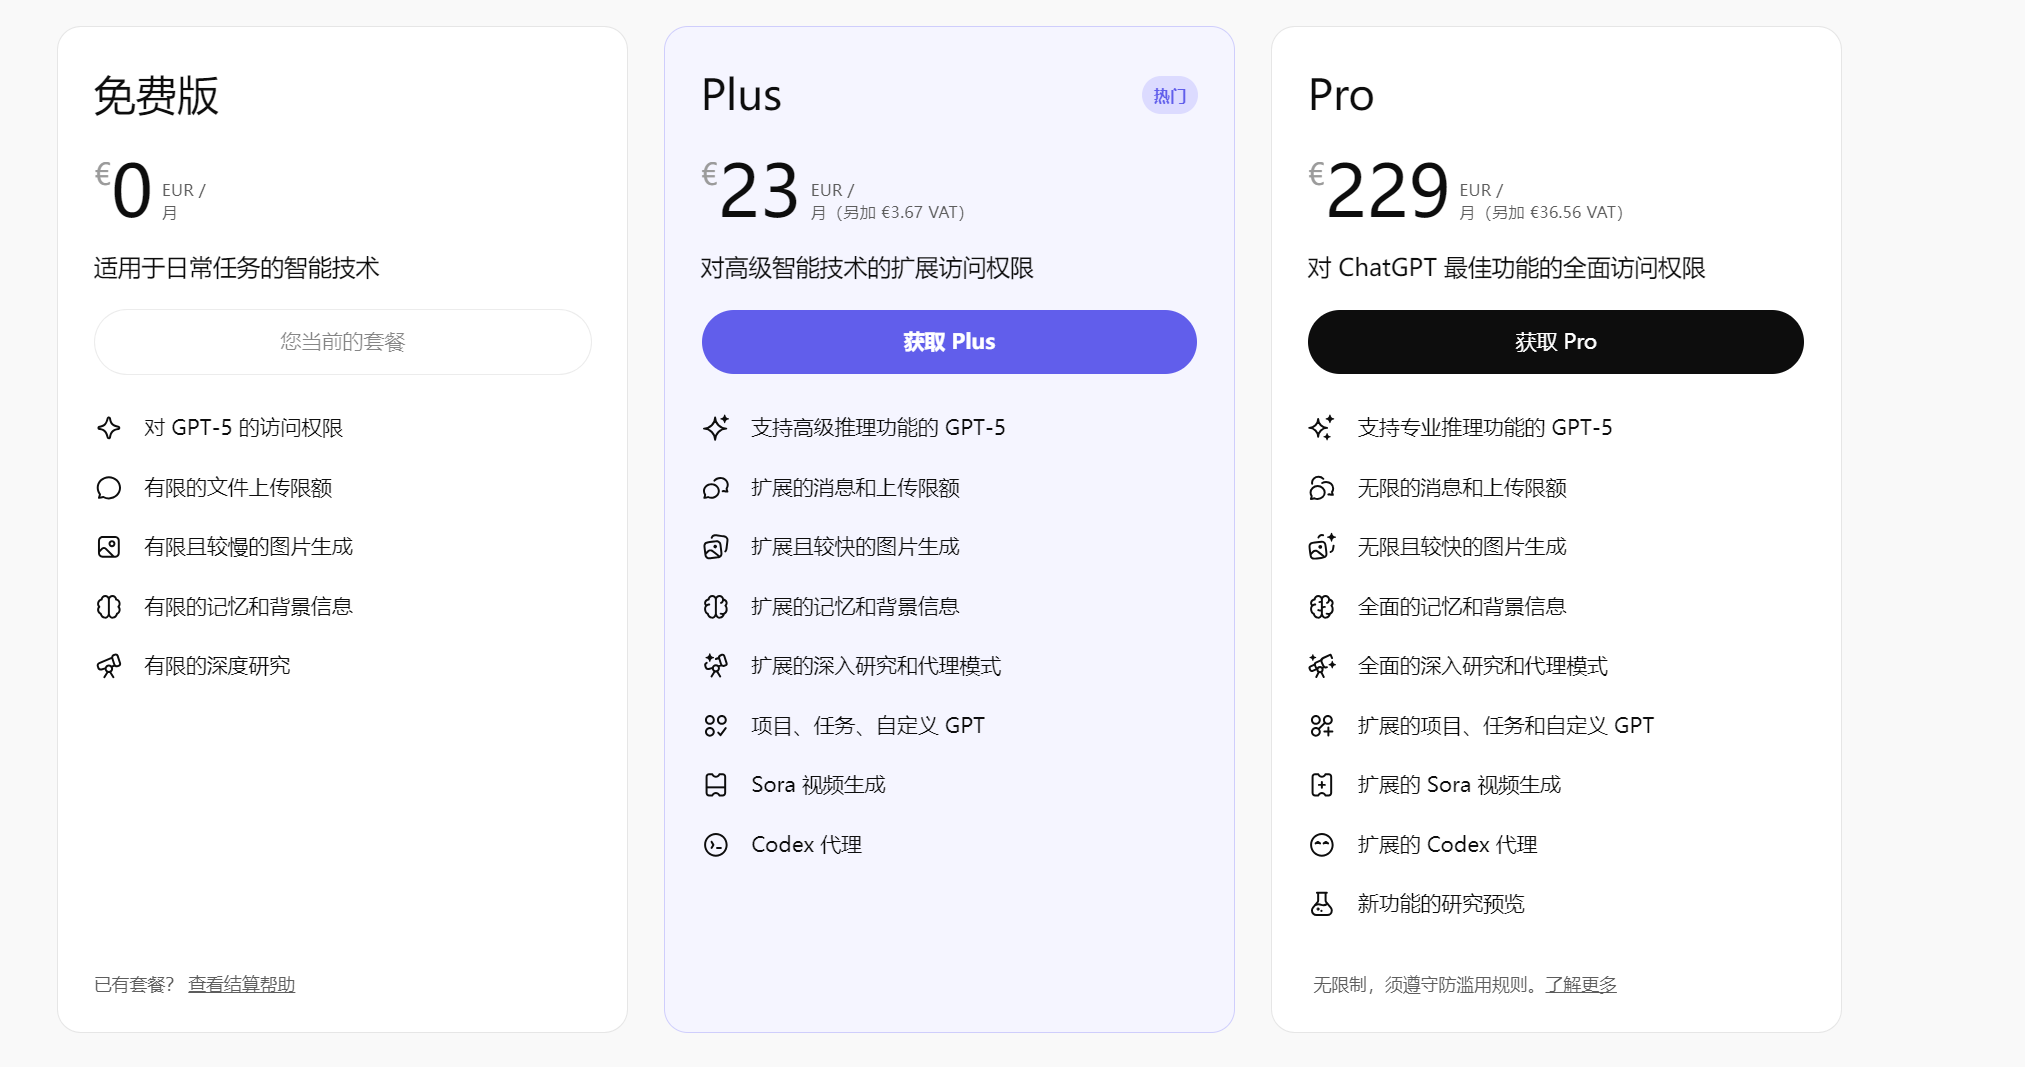 免费版
€0 EUR /
月
适用于日常任务的智能技术
您当前的套餐
对 GPT-5 的访问权限
有限的文件上传限额
有限且较慢的图片生成
有限的记忆和背景信息
有限的深度研究
已有套餐? 查看结算帮助
Plus
热门
€23 EUR /
月（另加 €3.67 VAT）
对高级智能技术的扩展访问权限
获取 Plus
支持高级推理功能的 GPT-5
扩展的消息和上传限额
扩展且较快的图片生成
扩展的记忆和背景信息
扩展的深入研究和代理模式
项目、任务、自定义 GPT
Sora 视频生成
Codex 代理
Pro
€229 EUR /
月（另加 €36.56 VAT）
对 ChatGPT 最佳功能的全面访问权限
获取 Pro
支持专业推理功能的 GPT-5
无限的消息和上传限额
无限且较快的图片生成
全面的记忆和背景信息
全面的深入研究和代理模式
扩展的项目、任务和自定义 GPT
扩展的 Sora 视频生成
扩展的 Codex 代理
新功能的研究预览
无限制，须遵守防滥用规则。了解更多